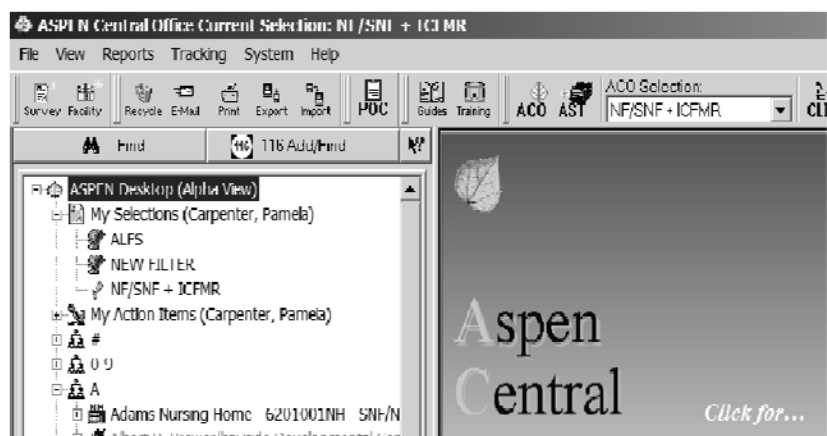 ASPEN Central Office Current Selection: NF/SNF + ICFMR
File View Reports Tracking System Help
ACO Selection:
Survey Facility Recycle E-Mail Print Export Import POC Guides Training ACO AST NF/SNF + ICFMR
Find 116 Add/Find
ASPEN Desktop (Alpha View)
My Selections (Carpenter, Pamela)
ALFS
NEW FILTER
NF/SNF + ICFMR
My Action Items (Carpenter, Pamela)
#
0 9
A
Adams Nursing Home 6201001NH SNF/N
Aspen
Central
Click for...